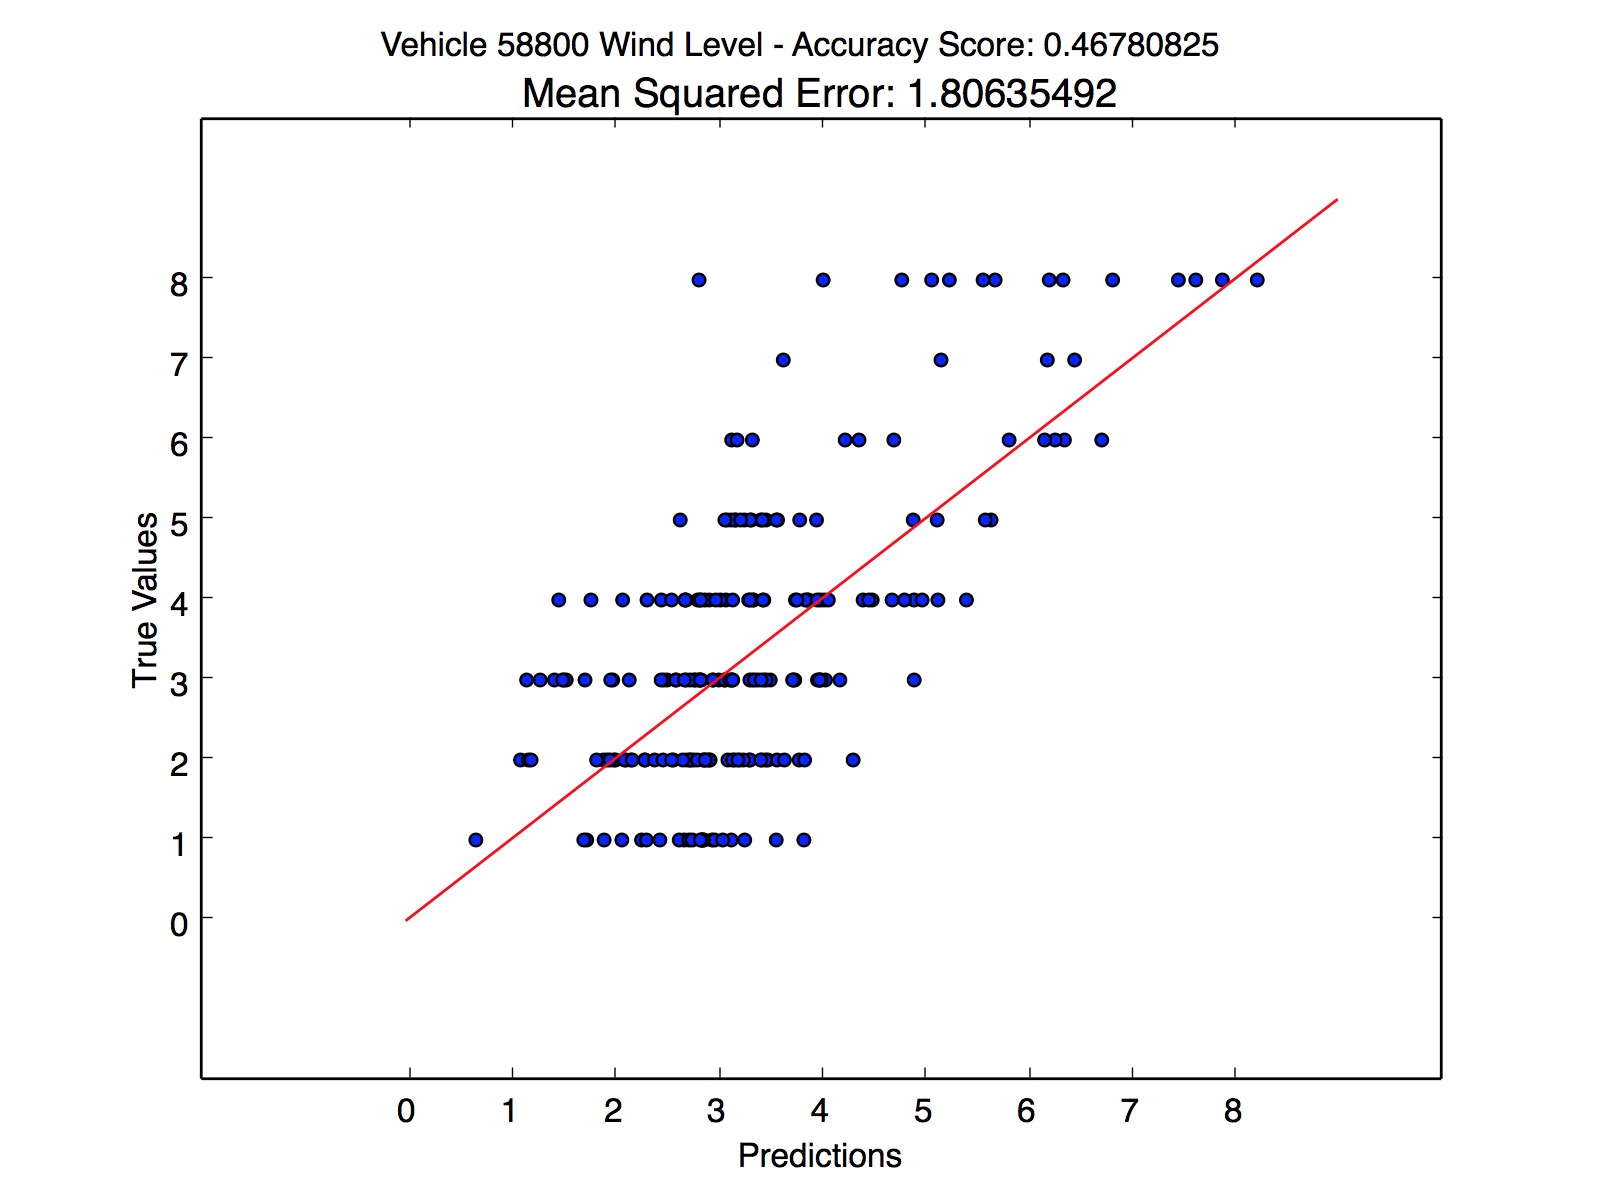 Vehicle 58800 Wind Level - Accuracy Score: 0.46780825
Mean Squared Error: 1.80635492
8
7
6
5
4
3
2
1
0
True Values
0 1 2 3 4 5 6 7 8
Predictions